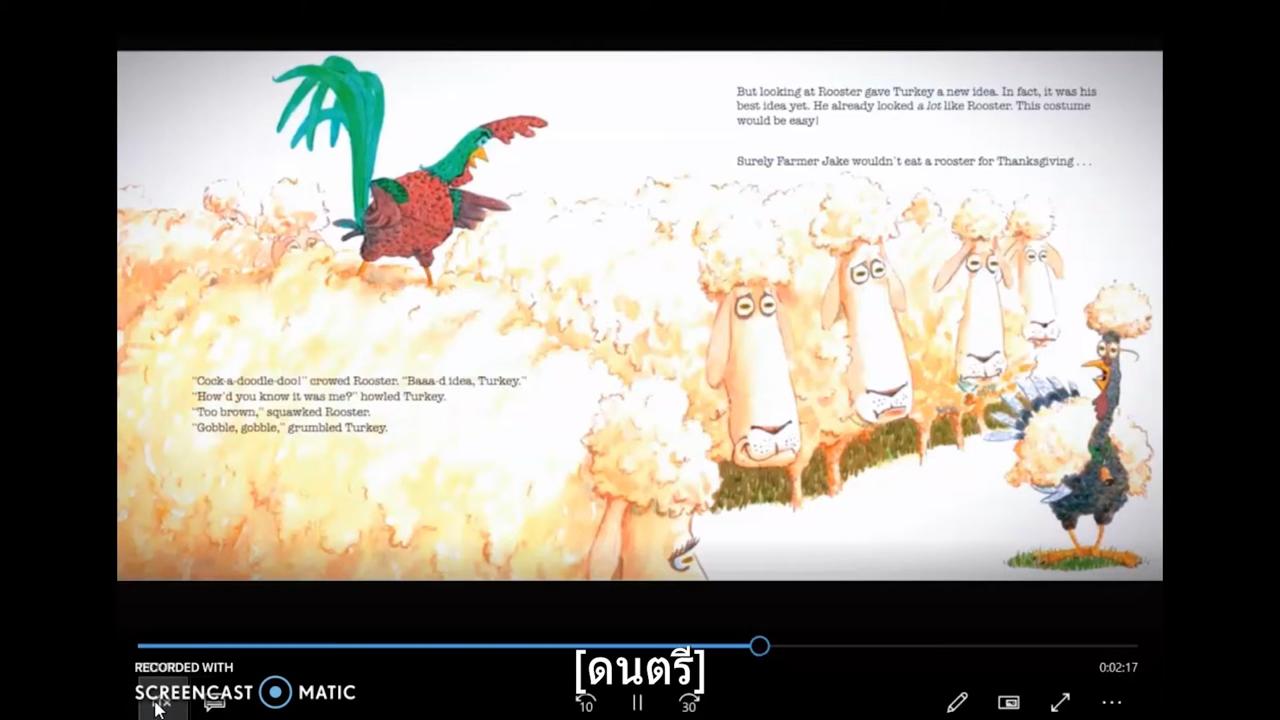 But looking at Rooster gave Turkey a new idea. In fact, it was his
best idea yet. He already looked a lot like Rooster. This costume
would be easy!
Surely Farmer Jake wouldn't eat a rooster for Thanksgiving . . .
"Cock-a-doodle-doo!" crowed Rooster. "Baaa-d idea, Turkey."
"How'd you know it was me?" howled Turkey.
"Too brown," squawked Rooster.
"Gobble, gobble," grumbled Turkey.
RECORDED WITH
0:02:17
[ดนตรี]
SCREENCAST MATIC
10
30